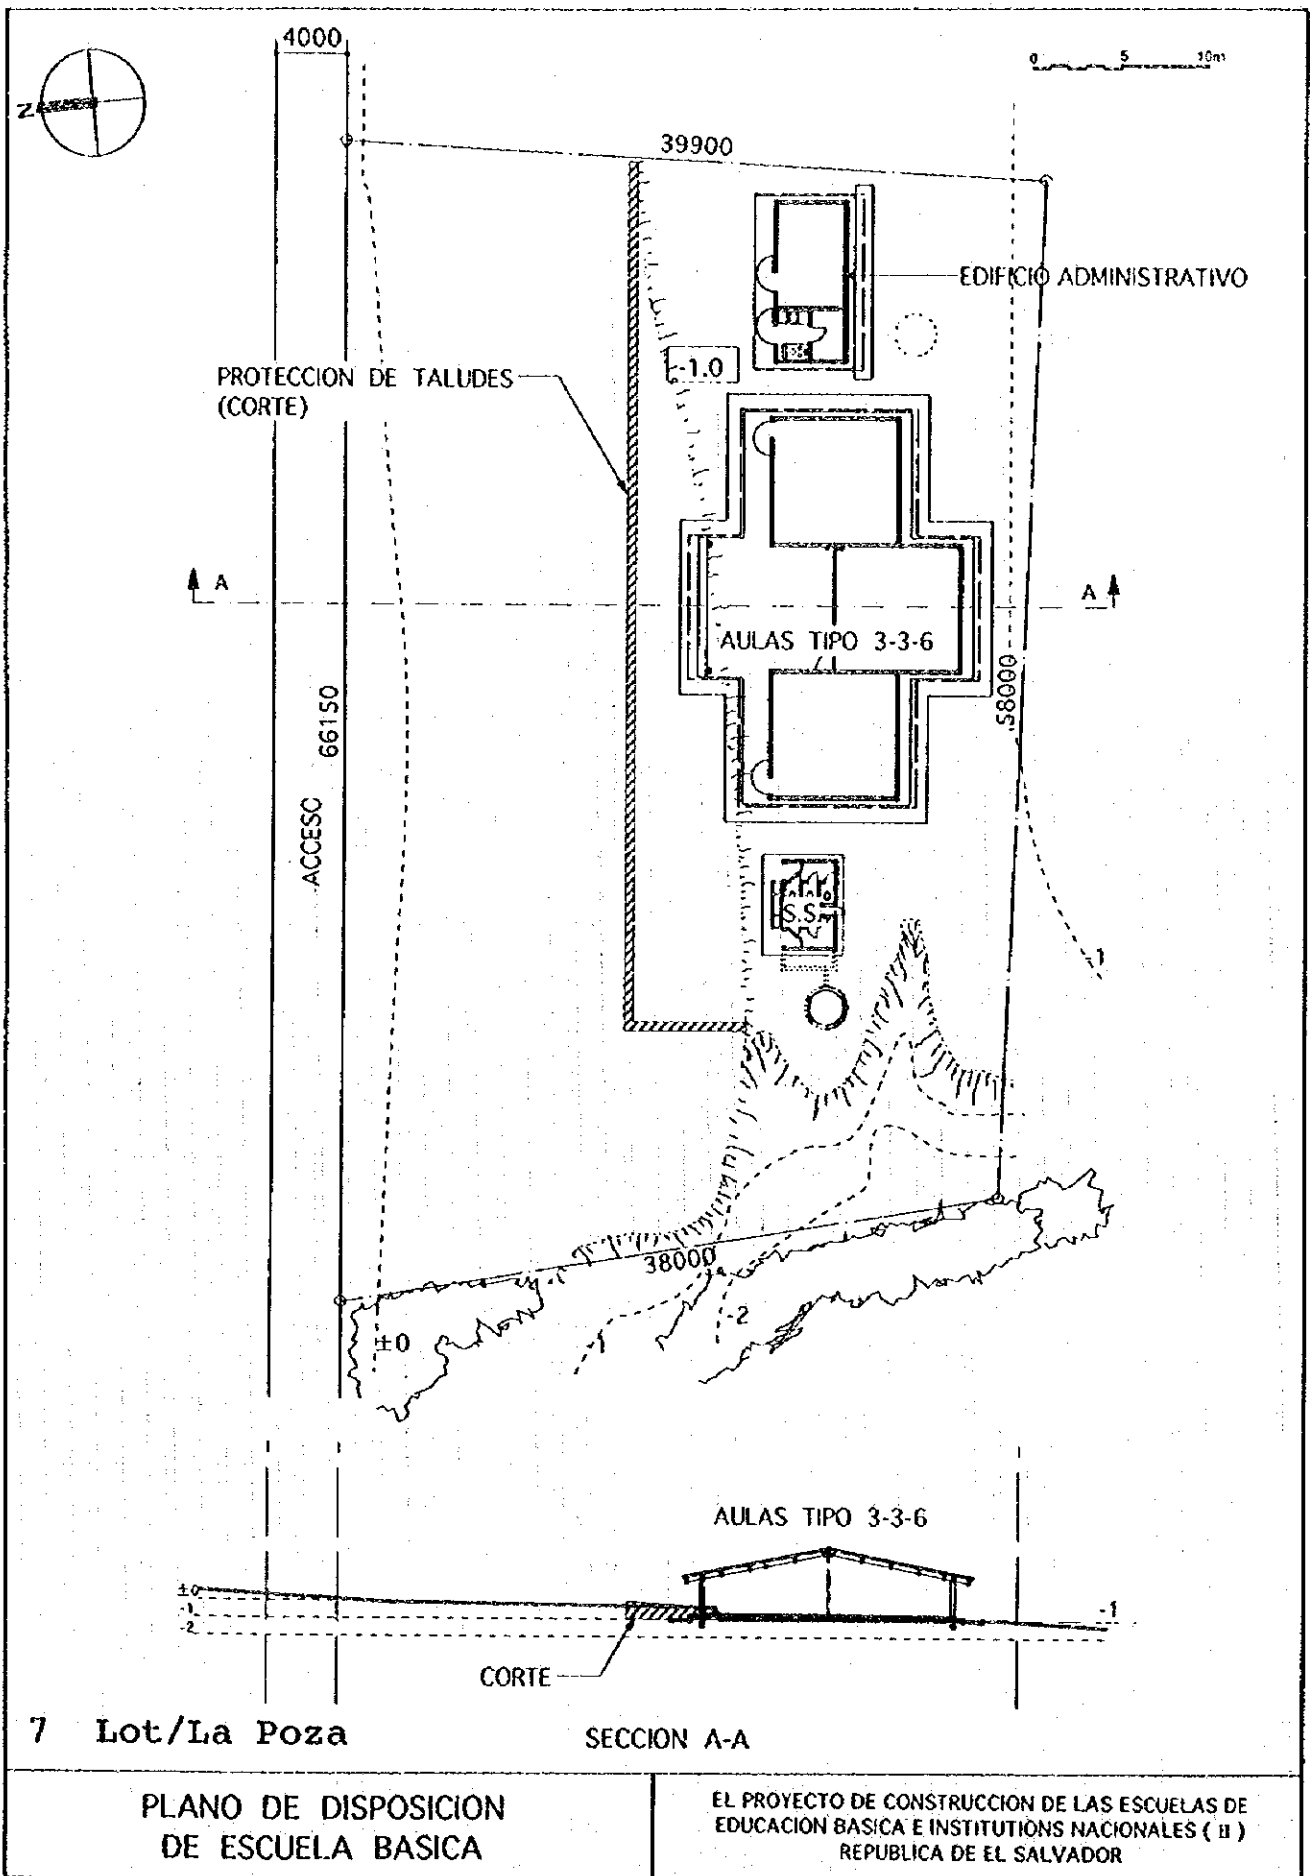 4000
0 5 10m
N
39900
EDIFICIO ADMINISTRATIVO
-1.0
PROTECCION DE TALUDES
(CORTE)
A
A
AULAS TIPO 3-3-6
58000
66150
ACCESC
S.S.
-1
38000
-2
±0
AULAS TIPO 3-3-6
±0
-1
-2
-1
CORTE
7 Lot/La Poza
SECCION A-A
PLANO DE DISPOSICION
DE ESCUELA BASICA
EL PROYECTO DE CONSTRUCCION DE LAS ESCUELAS DE
EDUCACION BASICA E INSTITUTIONS NACIONALES ( II )
REPUBLICA DE EL SALVADOR